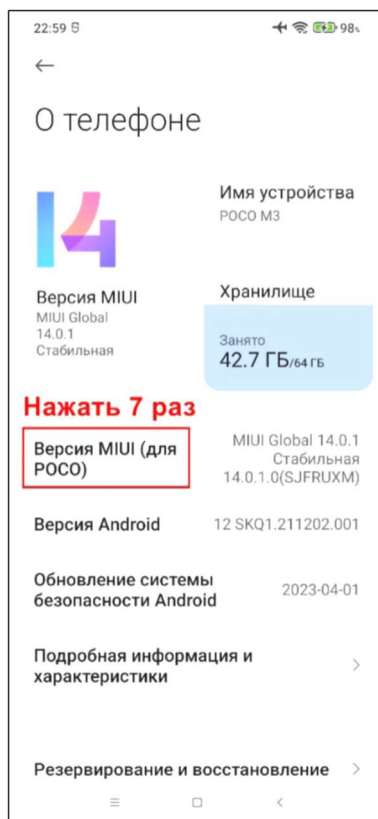 22:59
98%
О телефоне
14
Имя устройства
POCO M3
Версия MIUI
MIUI Global
14.0.1
Стабильная
Хранилище
Занято
42.7 ГБ/64 ГБ
Нажать 7 раз
Версия MIUI (для
POCO)
MIUI Global 14.0.1
Стабильная
14.0.1.0(SJFRUXM)
Версия Android
12 SKQ1.211202.001
Обновление системы
безопасности Android
2023-04-01
Подробная информация и
характеристики
Резервирование и восстановление